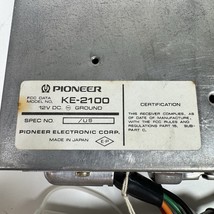 PIONEER
FCC DATA
MODEL NO. KE-2100
12V DC ⊖ GROUND
SPEC NO. /UB
PIONEER ELECTRONIC CORP.
MADE IN JAPAN
CERTIFICATION
THIS RECEIVER COMPLIES, AS
OF DATE OF MANUFACTURE,
WITH THE FCC RULES AND
REGULATIONS PART 15, SUB-
PART C.